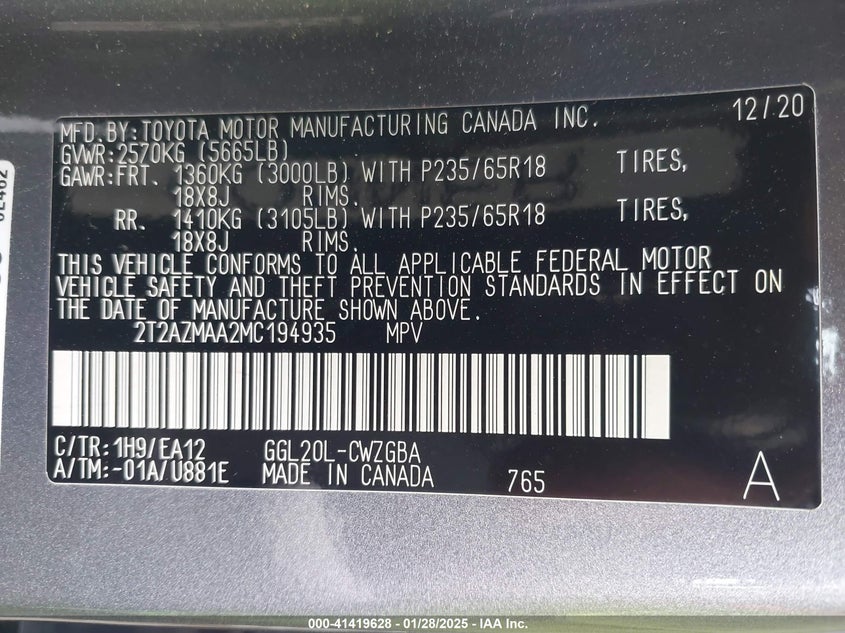 12/20
MFD.BY:TOYOTA MOTOR MANUFACTURING CANADA INC.
GVWR:2570KG (5665LB)
GAWR:FRT. 1360KG (3000LB) WITH P235/65R18 TIRES,
18X8J RIMS.
RR. 1410KG (3105LB) WITH P235/65R18 TIRES,
18X8J RIMS.
THIS VEHICLE CONFORMS TO ALL APPLICABLE FEDERAL MOTOR
VEHICLE SAFETY AND THEFT PREVENTION STANDARDS IN EFFECT ON
THE DATE OF MANUFACTURE SHOWN ABOVE.
2T2AZMAA2MC194935 MPV
C/TR:1H9/EA12 GGL20L-CWZGBA
A/TM:-01A/U881E MADE IN CANADA 765 A
000-41419628 - 01/28/2025 - IAA Inc.